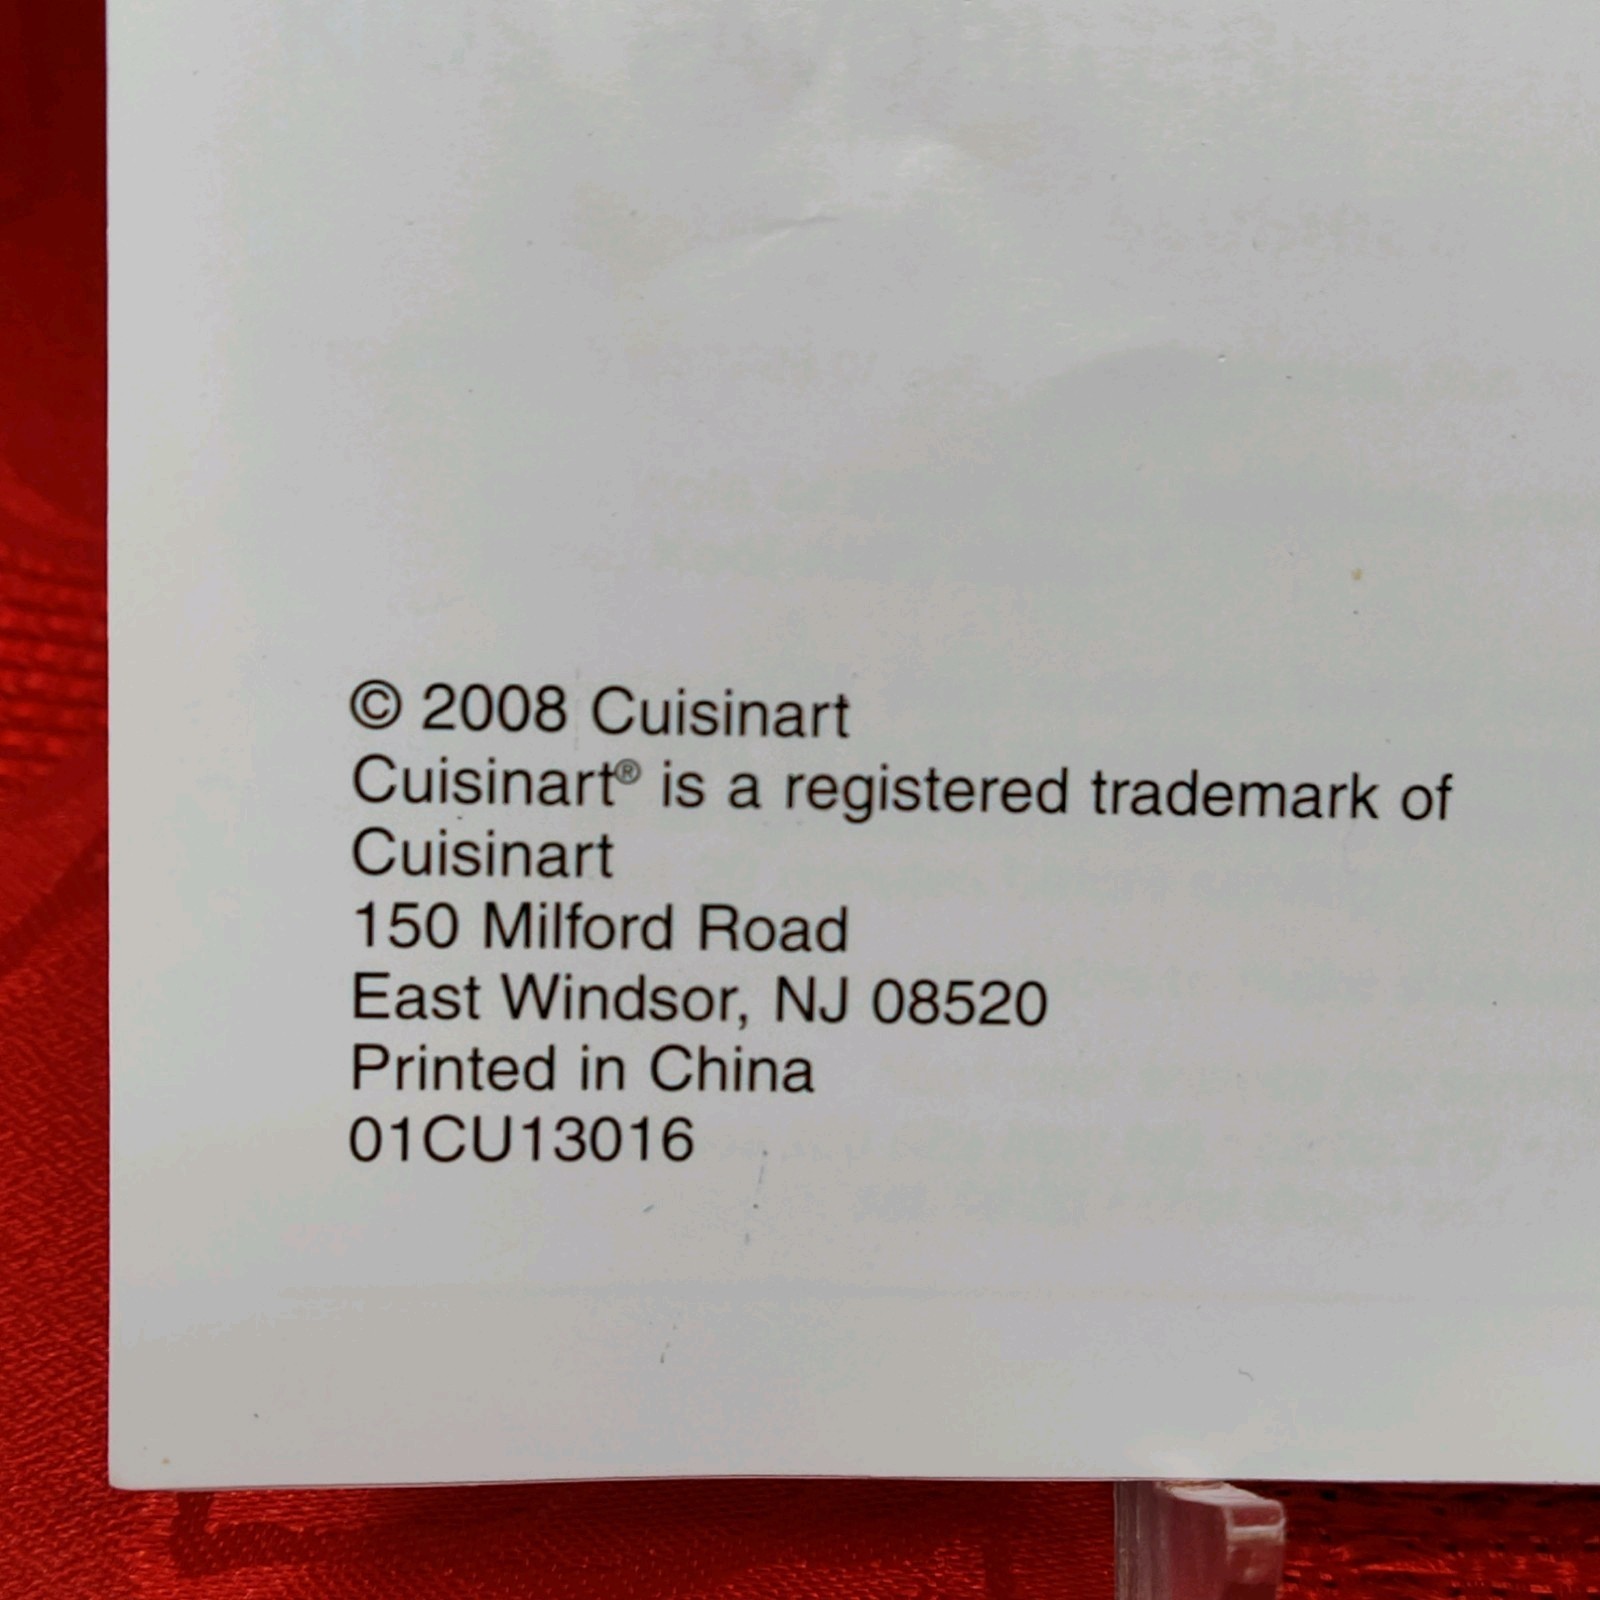 © 2008 Cuisinart
Cuisinart® is a registered trademark of
Cuisinart
150 Milford Road
East Windsor, NJ 08520
Printed in China
01CU13016